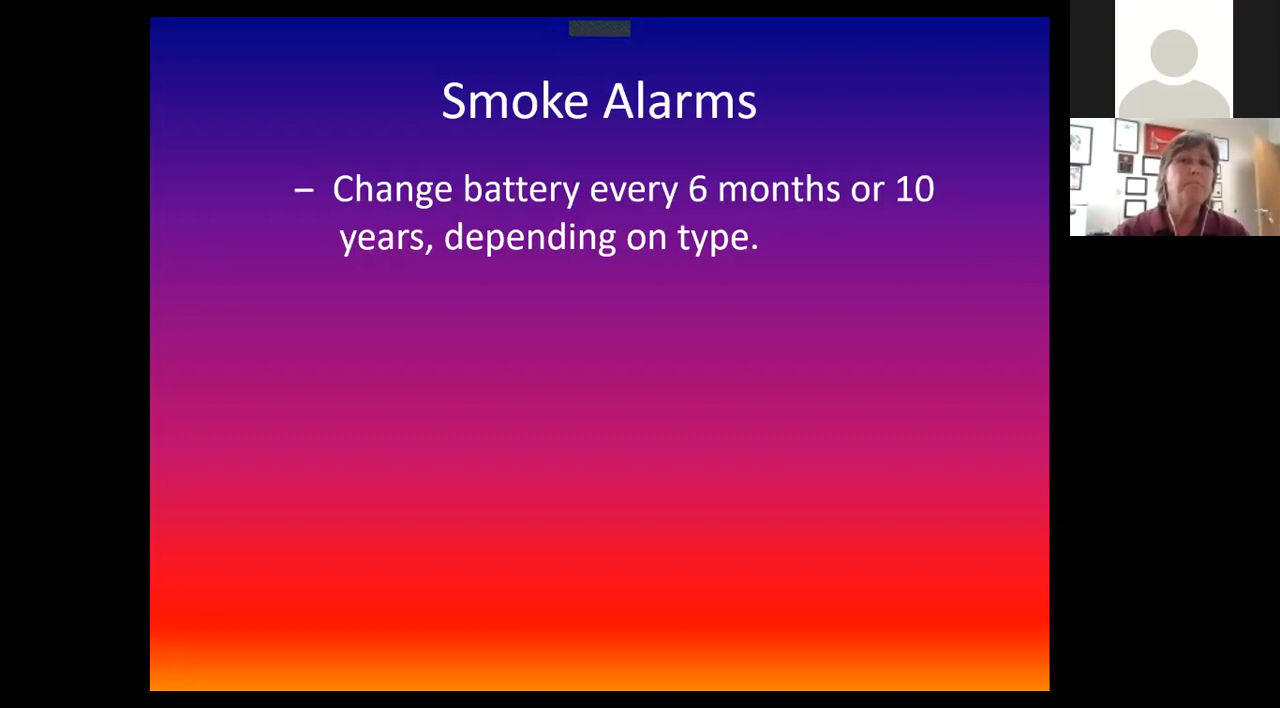 Smoke Alarms
– Change battery every 6 months or 10
years, depending on type.